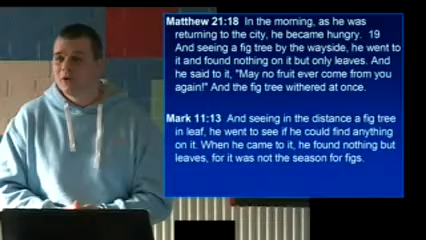 Matthew 21:18 In the morning, as he was
returning to the city, he became hungry. 19
And seeing a fig tree by the wayside, he went to
it and found nothing on it but only leaves. And
he said to it, "May no fruit ever come from you
again!" And the fig tree withered at once.
Mark 11:13 And seeing in the distance a fig tree
in leaf, he went to see if he could find anything
on it. When he came to it, he found nothing but
leaves, for it was not the season for figs.